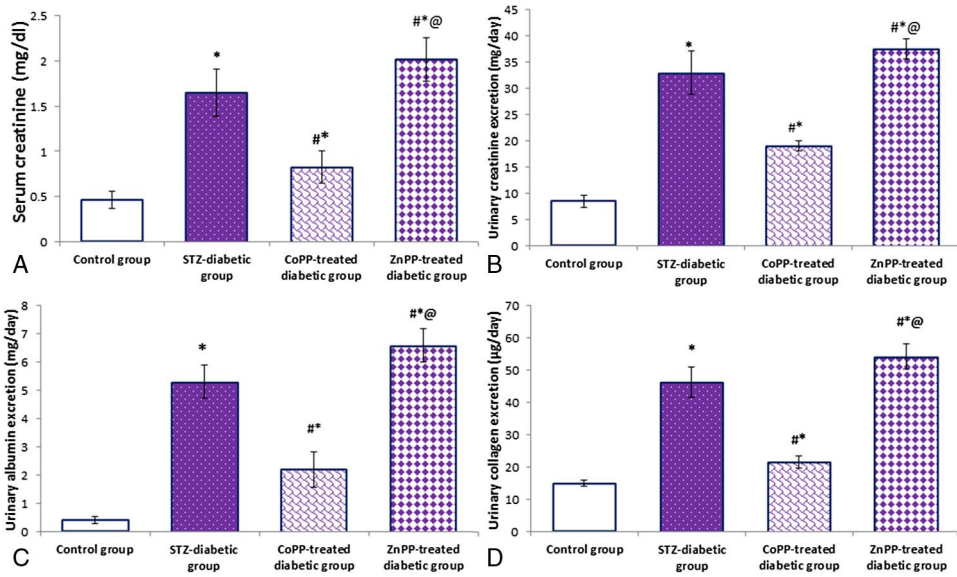 Serum creatinine (mg/dl)
2.5
2
1.5
1
0.5
0
*
#*
#*@
A
Control group
STZ-diabetic
group
CoPP-treated
diabetic group
ZnPP-treated
diabetic group
Urinary creatinine excretion (mg/day)
45
40
35
30
25
20
15
10
5
0
*
#*
#*@
B
Control group
STZ-diabetic
group
CoPP-treated
diabetic group
ZnPP-treated
diabetic group
Urinary albumin excretion (mg/day)
8
7
6
5
4
3
2
1
0
*
#*
#*@
C
Control group
STZ-diabetic
group
CoPP-treated
diabetic group
ZnPP-treated
diabetic group
Urinary collagen excretion (µg/day)
70
60
50
40
30
20
10
0
*
#*
#*@
D
Control group
STZ-diabetic
group
CoPP-treated
diabetic group
ZnPP-treated
diabetic group